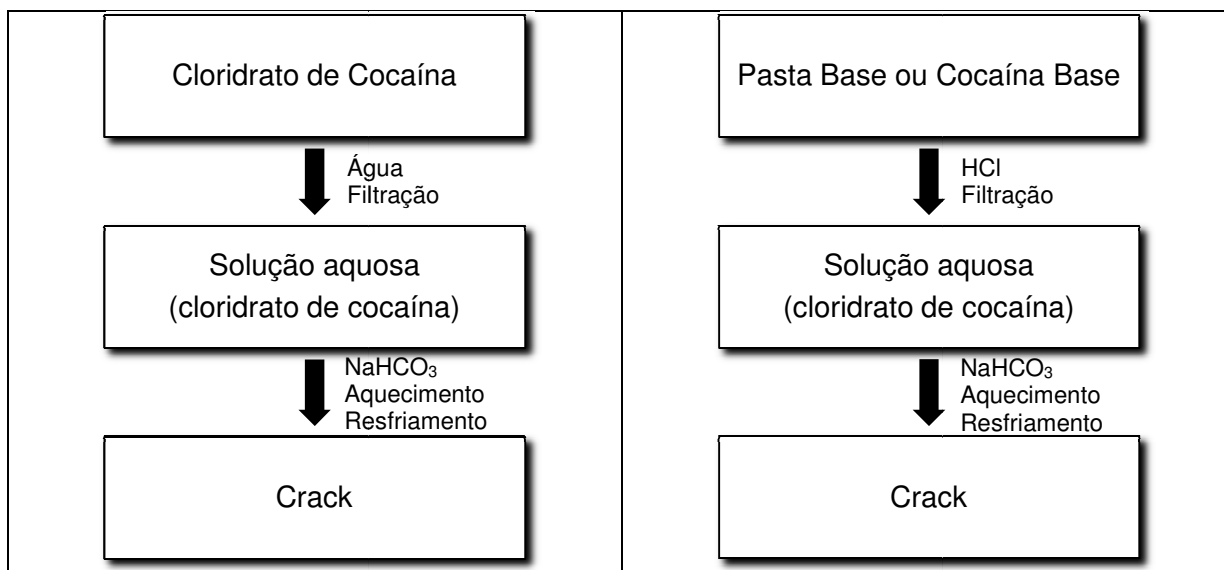 Cloridrato de Cocaína
Água
Filtração
Solução aquosa
(cloridrato de cocaína)
NaHCO₃
Aquecimento
Resfriamento
Crack
Pasta Base ou Cocaína Base
HCl
Filtração
Solução aquosa
(cloridrato de cocaína)
NaHCO₃
Aquecimento
Resfriamento
Crack